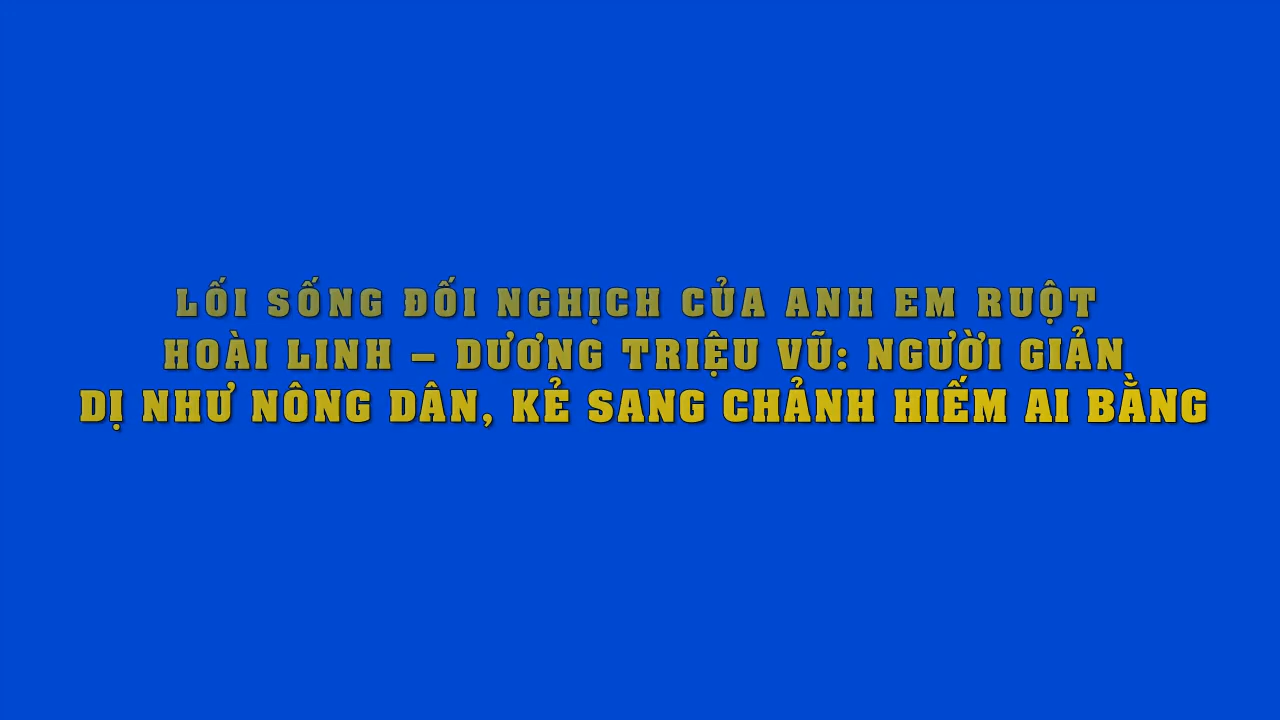 LỐI SỐNG ĐỐI NGHỊCH CỦA ANH EM RUỘT
HOÀI LINH – DƯƠNG TRIỆU VŨ: NGƯỜI GIẢN
DỊ NHƯ NÔNG DÂN, KẺ SANG CHẢNH HIẾM AI BẰNG